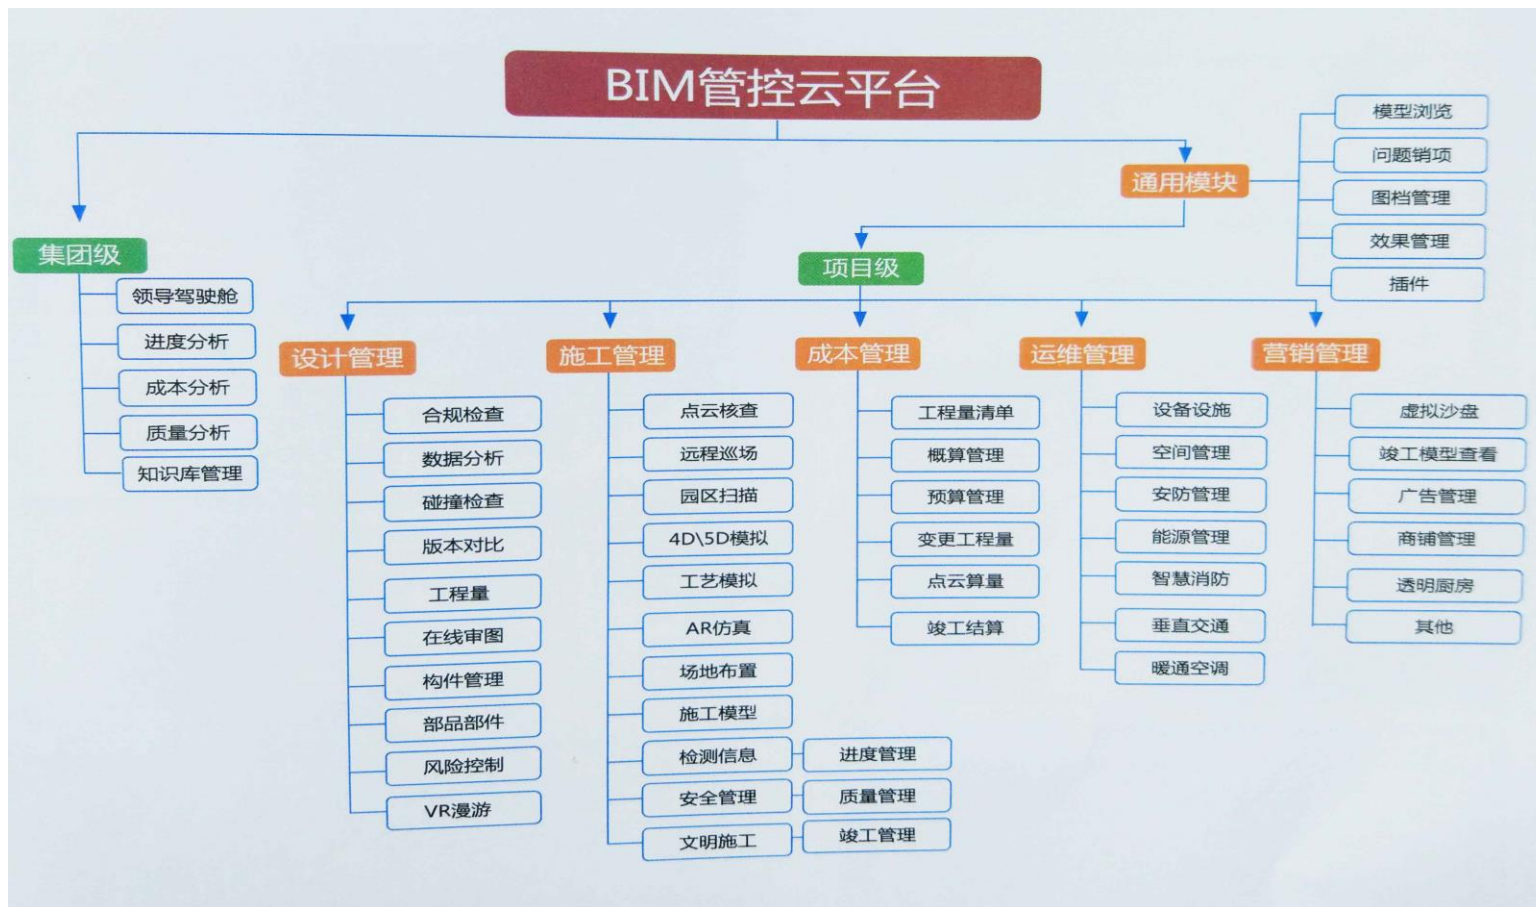 BIM管控云平台
通用模块
模型浏览
问题销项
图档管理
效果管理
插件
集团级
领导驾驶舱
进度分析
成本分析
质量分析
知识库管理
项目级
设计管理
合规检查
数据分析
碰撞检查
版本对比
工程量
在线审图
构件管理
部品部件
风险控制
VR漫游
施工管理
点云核查
远程巡场
园区扫描
4D\5D模拟
工艺模拟
AR仿真
场地布置
施工模型
检测信息
进度管理
安全管理
质量管理
文明施工
竣工管理
成本管理
工程量清单
概算管理
预算管理
变更工程量
点云算量
竣工结算
运维管理
设备设施
空间管理
安防管理
能源管理
智慧消防
垂直交通
暖通空调
营销管理
虚拟沙盘
竣工模型查看
广告管理
商铺管理
透明厨房
其他